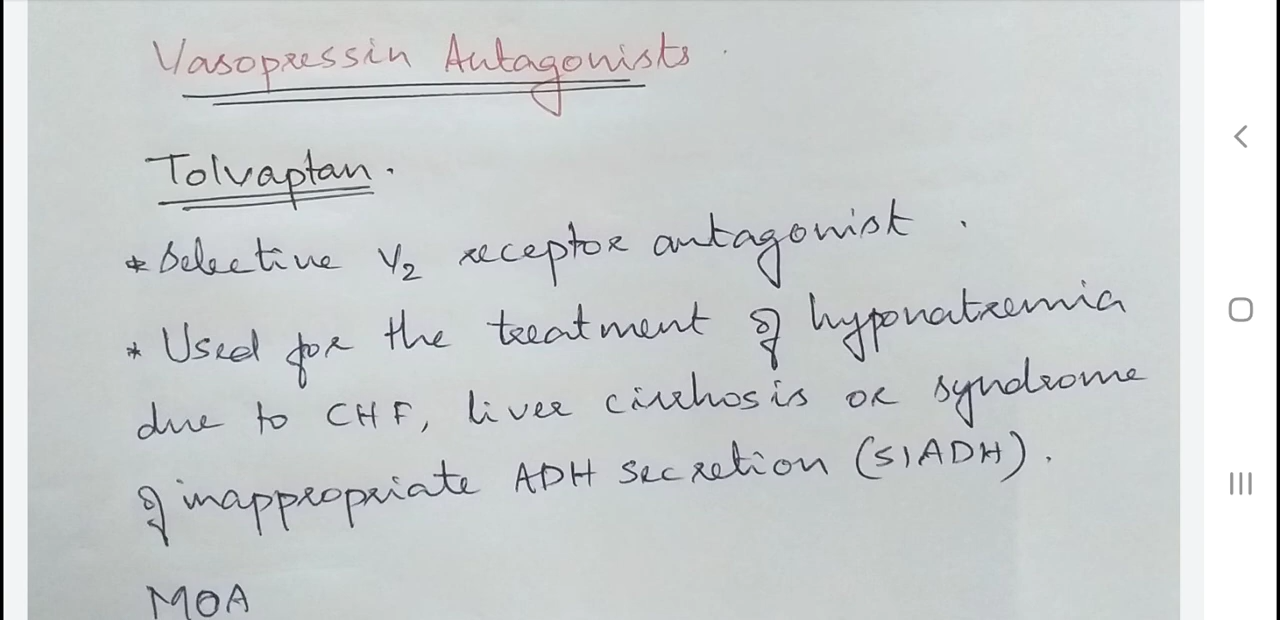 Vasopressin Antagonists
Tolvaptan.
* Selective V2 receptor antagonist.
* Used for the treatment of hyponatremia
due to CHF, liver cirrhosis or syndrome
of inappropriate ADH secretion (SIADH).
MOA